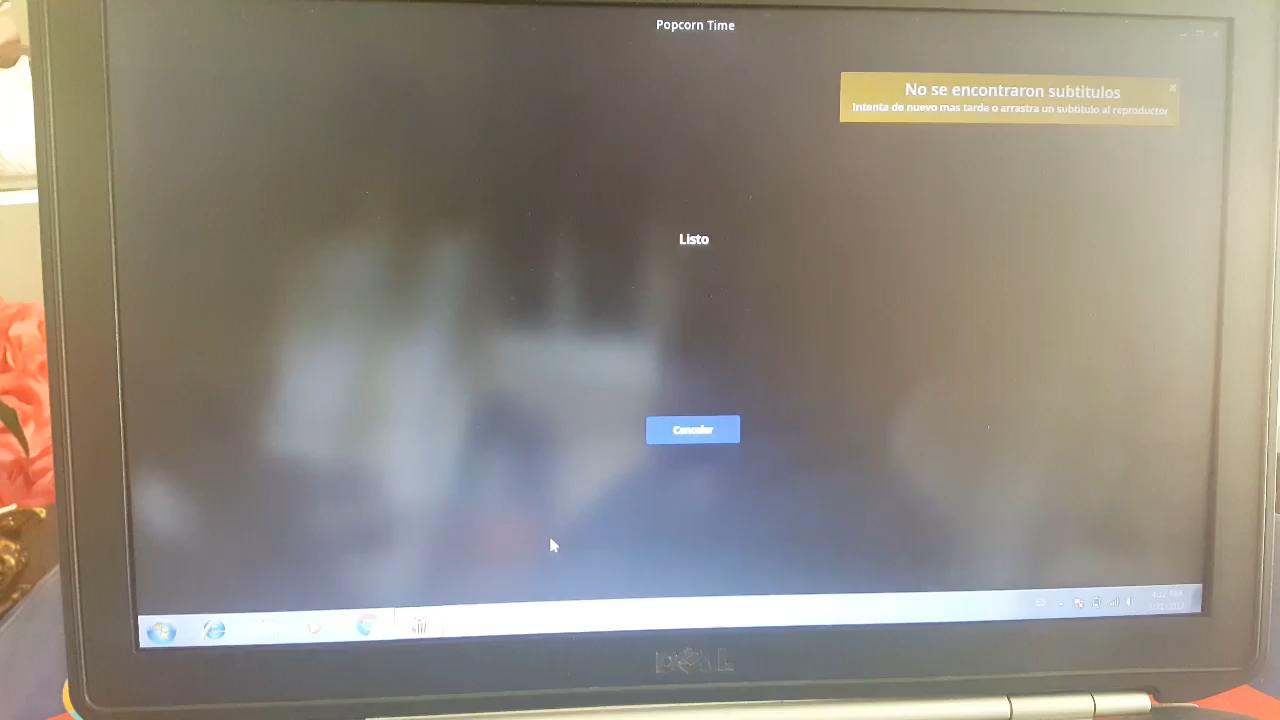 Popcorn Time
No se encontraron subtitulos
Intenta de nuevo mas tarde o arrastra un subtitulo al reproductor
Listo
Cancelar
ES
DELL